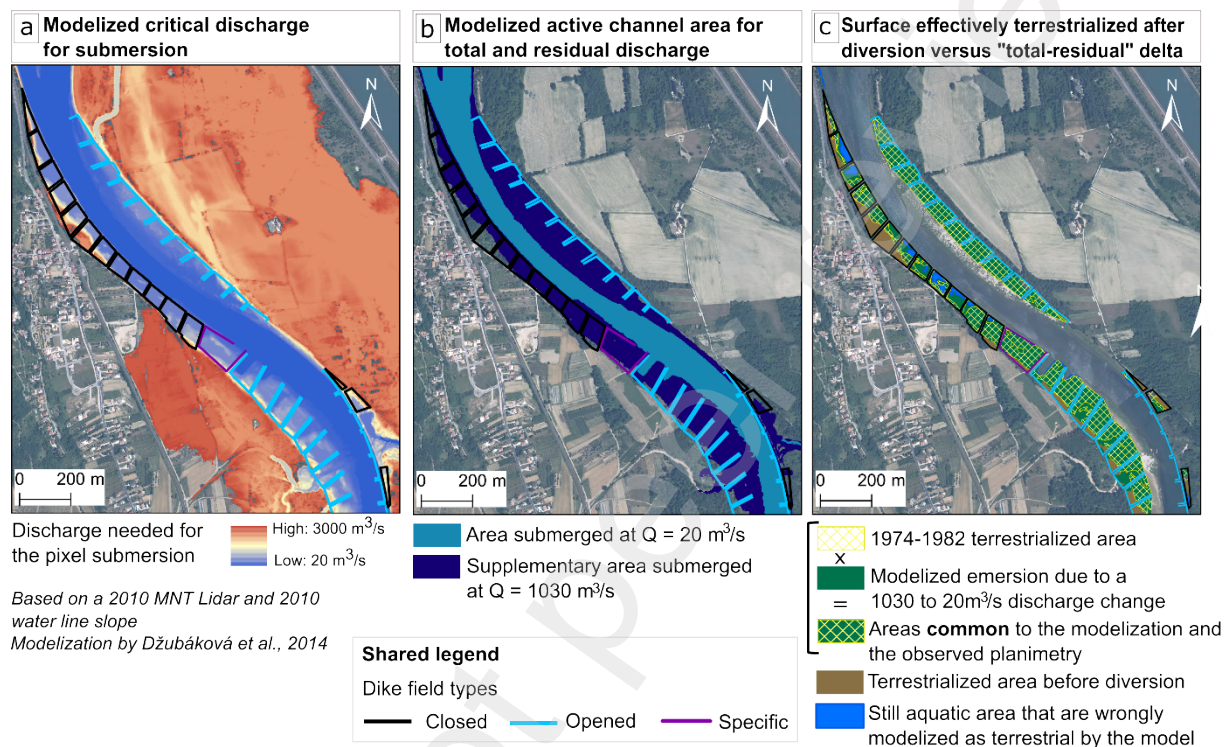 a Modelized critical discharge
for submersion
b Modelized active channel area for
total and residual discharge
c Surface effectively terrestrialized after
diversion versus "total-residual" delta
N
N
N
0 200 m
0 200 m
0 200 m
Discharge needed for
the pixel submersion
High: 3000 m³/s
Low: 20 m³/s
Based on a 2010 MNT Lidar and 2010
water line slope
Modelization by Džubáková et al., 2014
Area submerged at Q = 20 m³/s
Supplementary area submerged
at Q = 1030 m³/s
1974-1982 terrestrialized area
x
Modelized emersion due to a
= 1030 to 20m³/s discharge change
Areas common to the modelization and
the observed planimetry
Terrestrialized area before diversion
Still aquatic area that are wrongly
modelized as terrestrial by the model
Shared legend
Dike field types
Closed Opened Specific